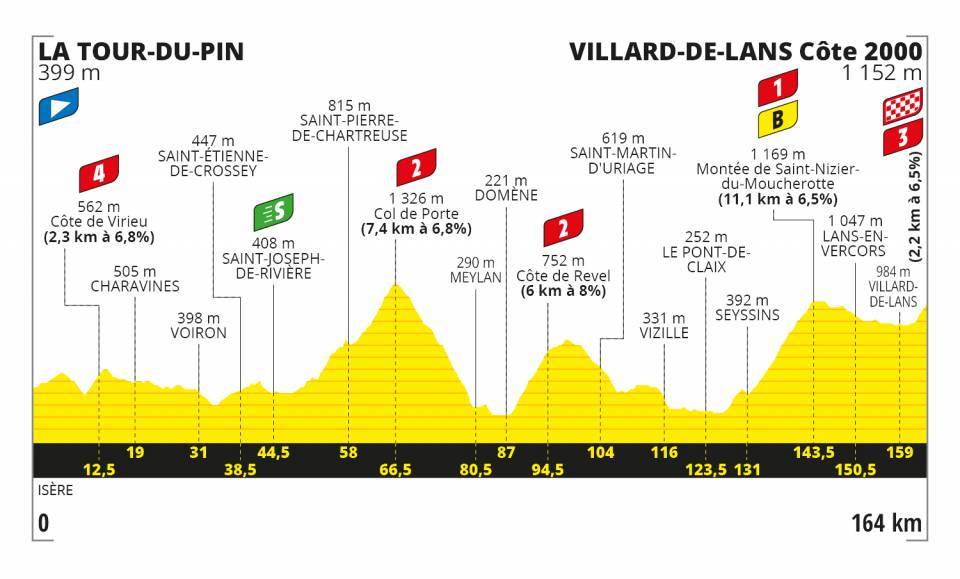 LA TOUR-DU-PIN
399 m
VILLARD-DE-LANS Côte 2000
1 152 m
4
562 m
Côte de Virieu
(2,3 km à 6,8%)
505 m
CHARAVINES
398 m
VOIRON
447 m
SAINT-ÉTIENNE-
DE-CROSSEY
S
408 m
SAINT-JOSEPH-
DE-RIVIÈRE
815 m
SAINT-PIERRE-
DE-CHARTREUSE
2
1 326 m
Col de Porte
(7,4 km à 6,8%)
290 m
MEYLAN
221 m
DOMÈNE
2
752 m
Côte de Revel
(6 km à 8%)
619 m
SAINT-MARTIN-
D'URIAGE
331 m
VIZILLE
252 m
LE PONT-DE-
CLAIX
392 m
SEYSSINS
1
B
1 169 m
Montée de Saint-Nizier-
du-Moucherotte
(11,1 km à 6,5%)
1 047 m
LANS-EN-
VERCORS
984 m
VILLARD-
DE-LANS
3
(2,2 km à 6,5%)
12,5
19
31
38,5
44,5
58
66,5
80,5
87
94,5
104
116
123,5
131
143,5
150,5
159
ISÈRE
0
164 km